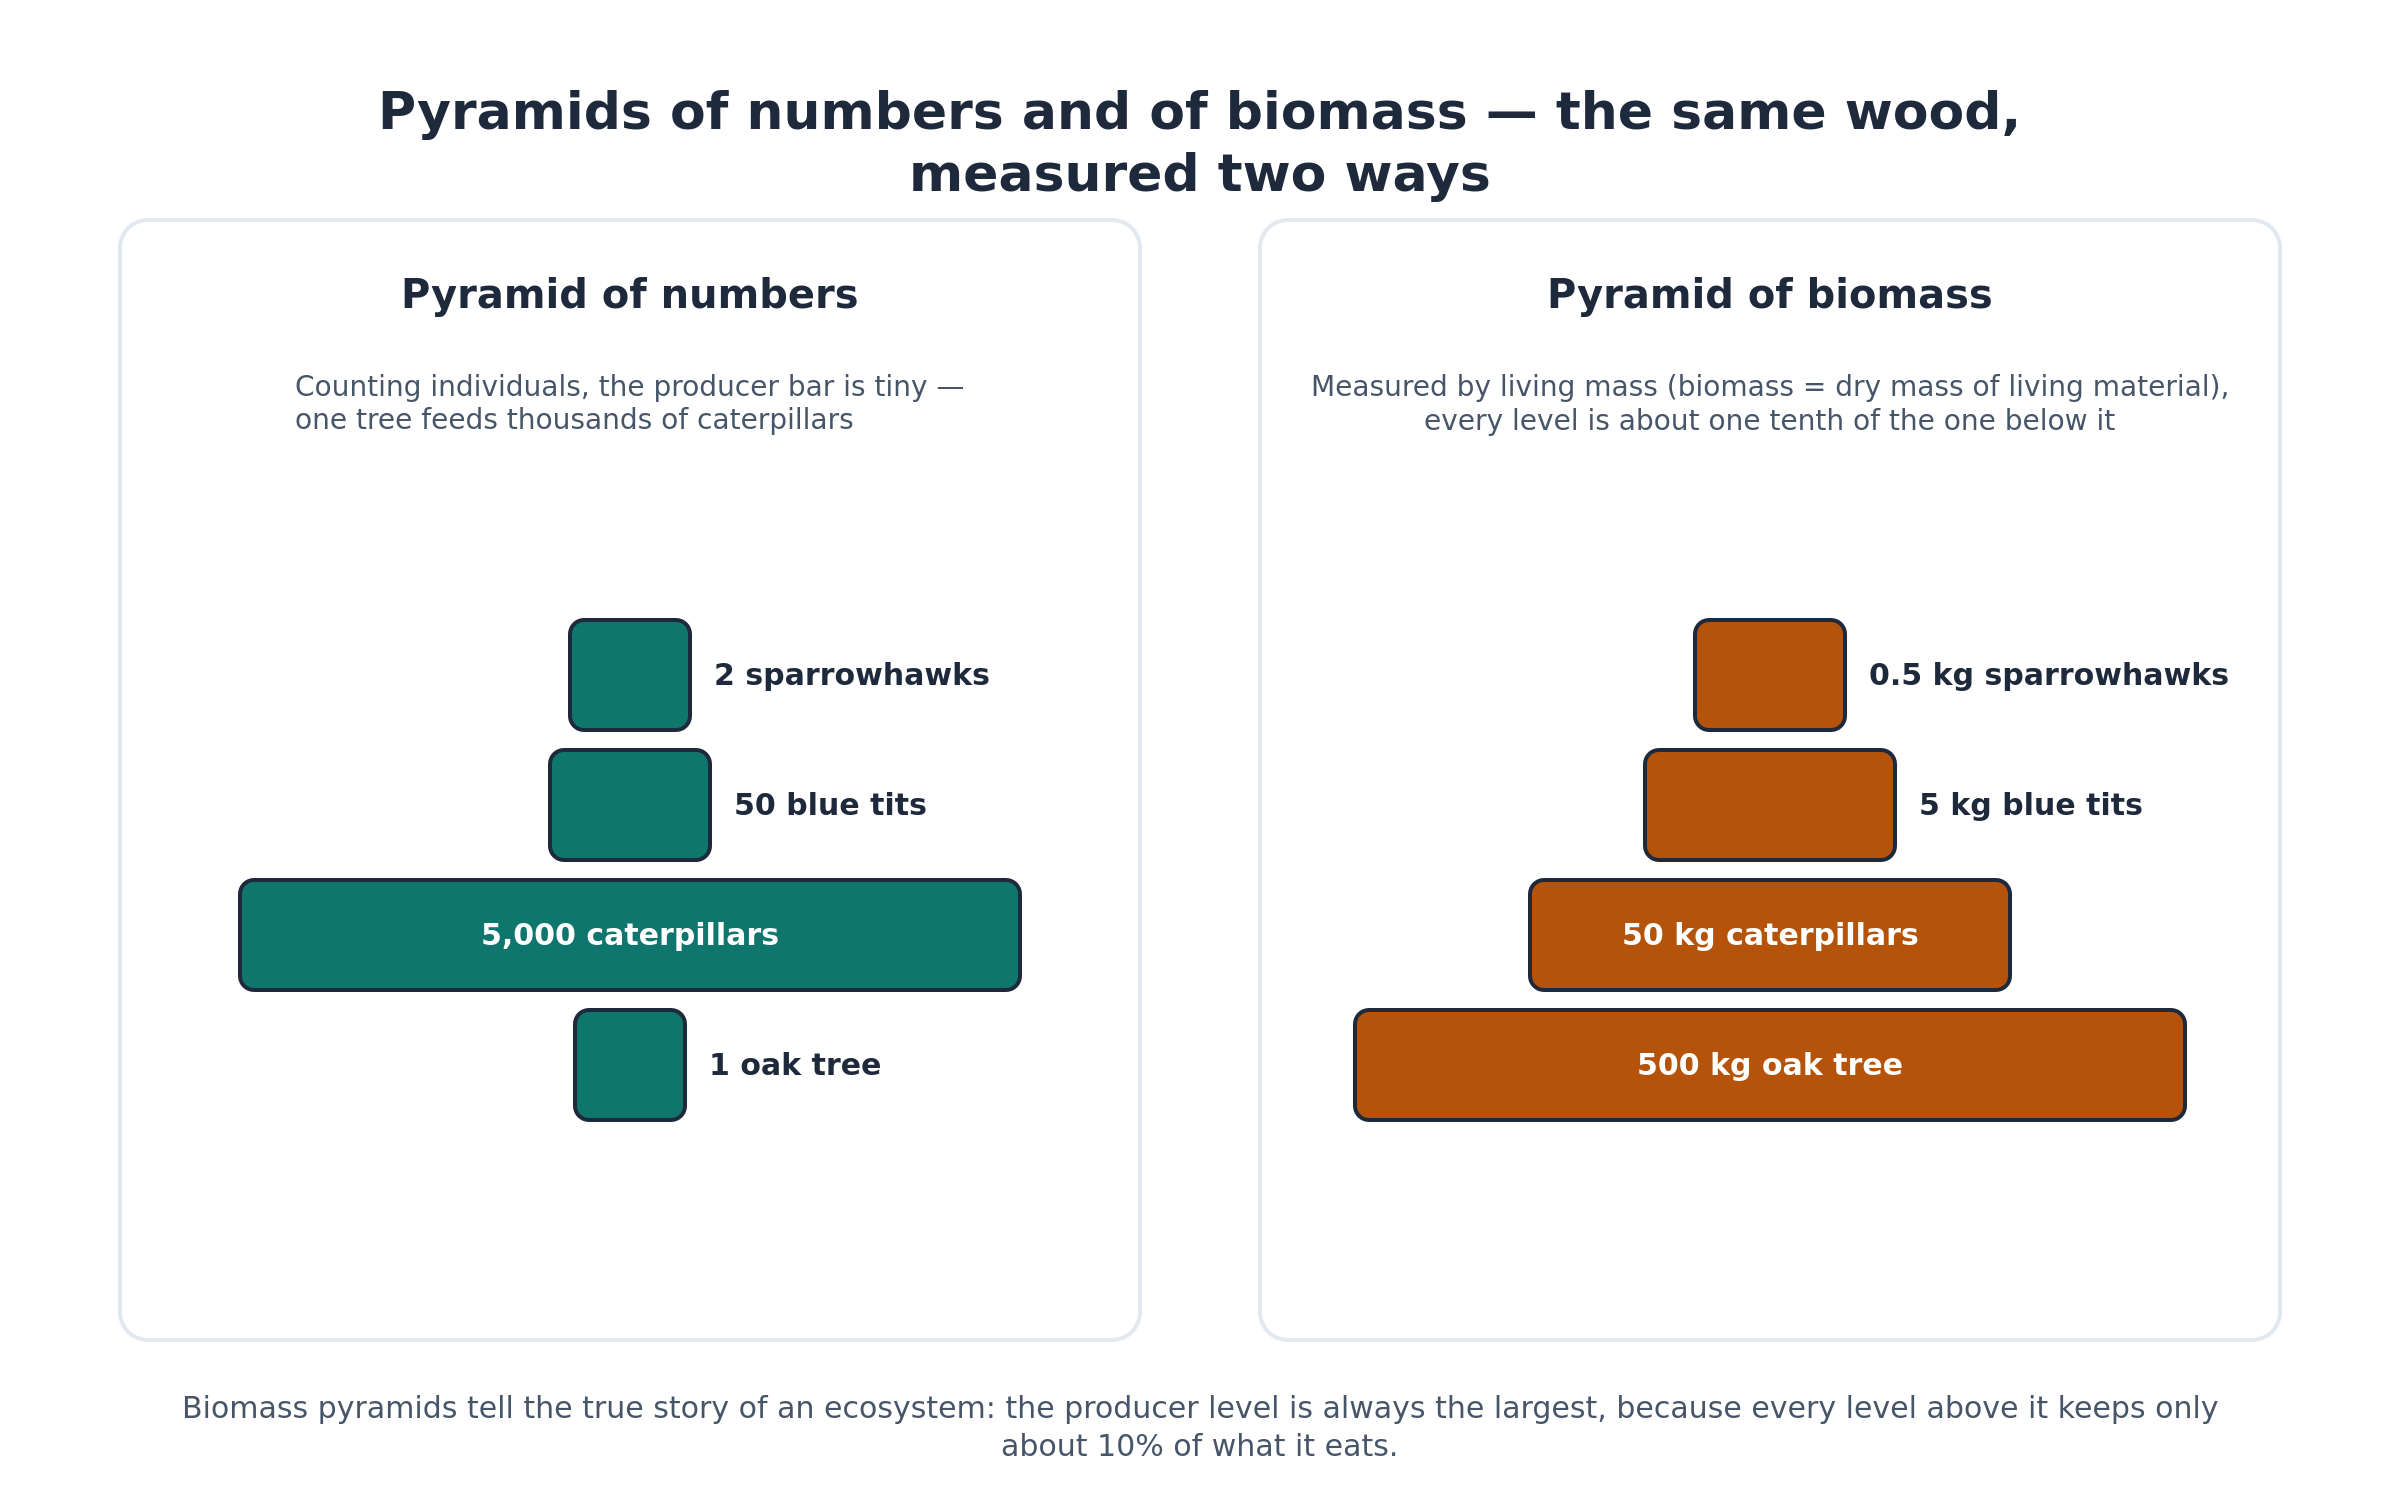 Pyramids of numbers and of biomass — the same wood,
measured two ways
Pyramid of numbers
Counting individuals, the producer bar is tiny —
one tree feeds thousands of caterpillars
2 sparrowhawks
50 blue tits
5,000 caterpillars
1 oak tree
Pyramid of biomass
Measured by living mass (biomass = dry mass of living material),
every level is about one tenth of the one below it
0.5 kg sparrowhawks
5 kg blue tits
50 kg caterpillars
500 kg oak tree
Biomass pyramids tell the true story of an ecosystem: the producer level is always the largest, because every level above it keeps only
about 10% of what it eats.